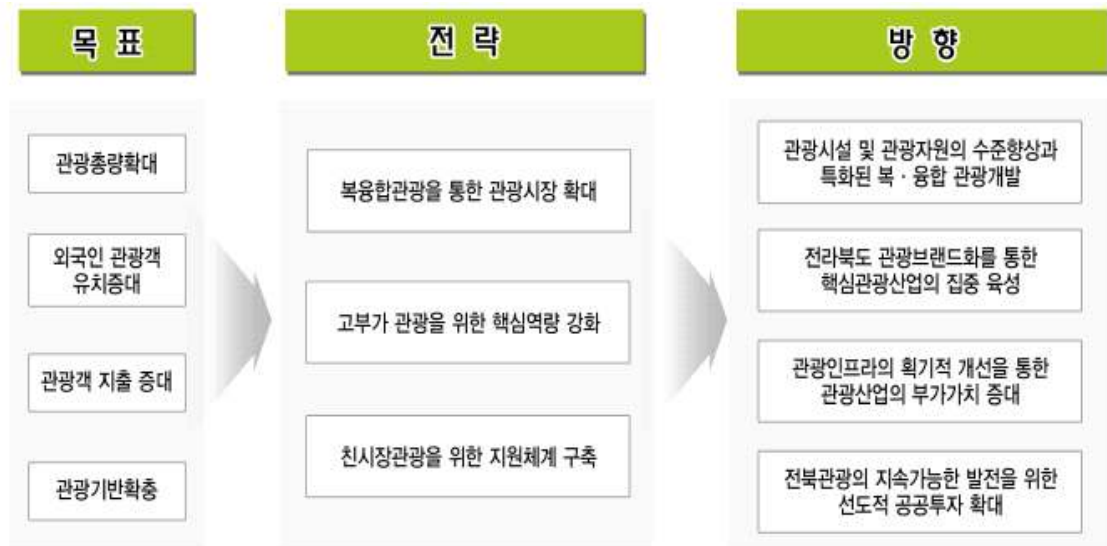 목 표
전 략
방 향
관광총량확대
외국인 관광객
유치증대
관광객 지출 증대
관광기반확충
복융합관광을 통한 관광시장 확대
고부가 관광을 위한 핵심역량 강화
친시장관광을 위한 지원체계 구축
관광시설 및 관광자원의 수준향상과
특화된 복 · 융합 관광개발
전라북도 관광브랜드화를 통한
핵심관광산업의 집중 육성
관광인프라의 획기적 개선을 통한
관광산업의 부가가치 증대
전북관광의 지속가능한 발전을 위한
선도적 공공투자 확대